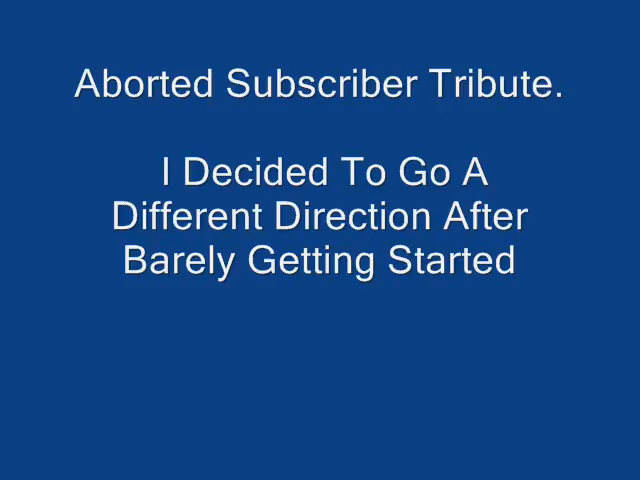 Aborted Subscriber Tribute.
I Decided To Go A
Different Direction After
Barely Getting Started